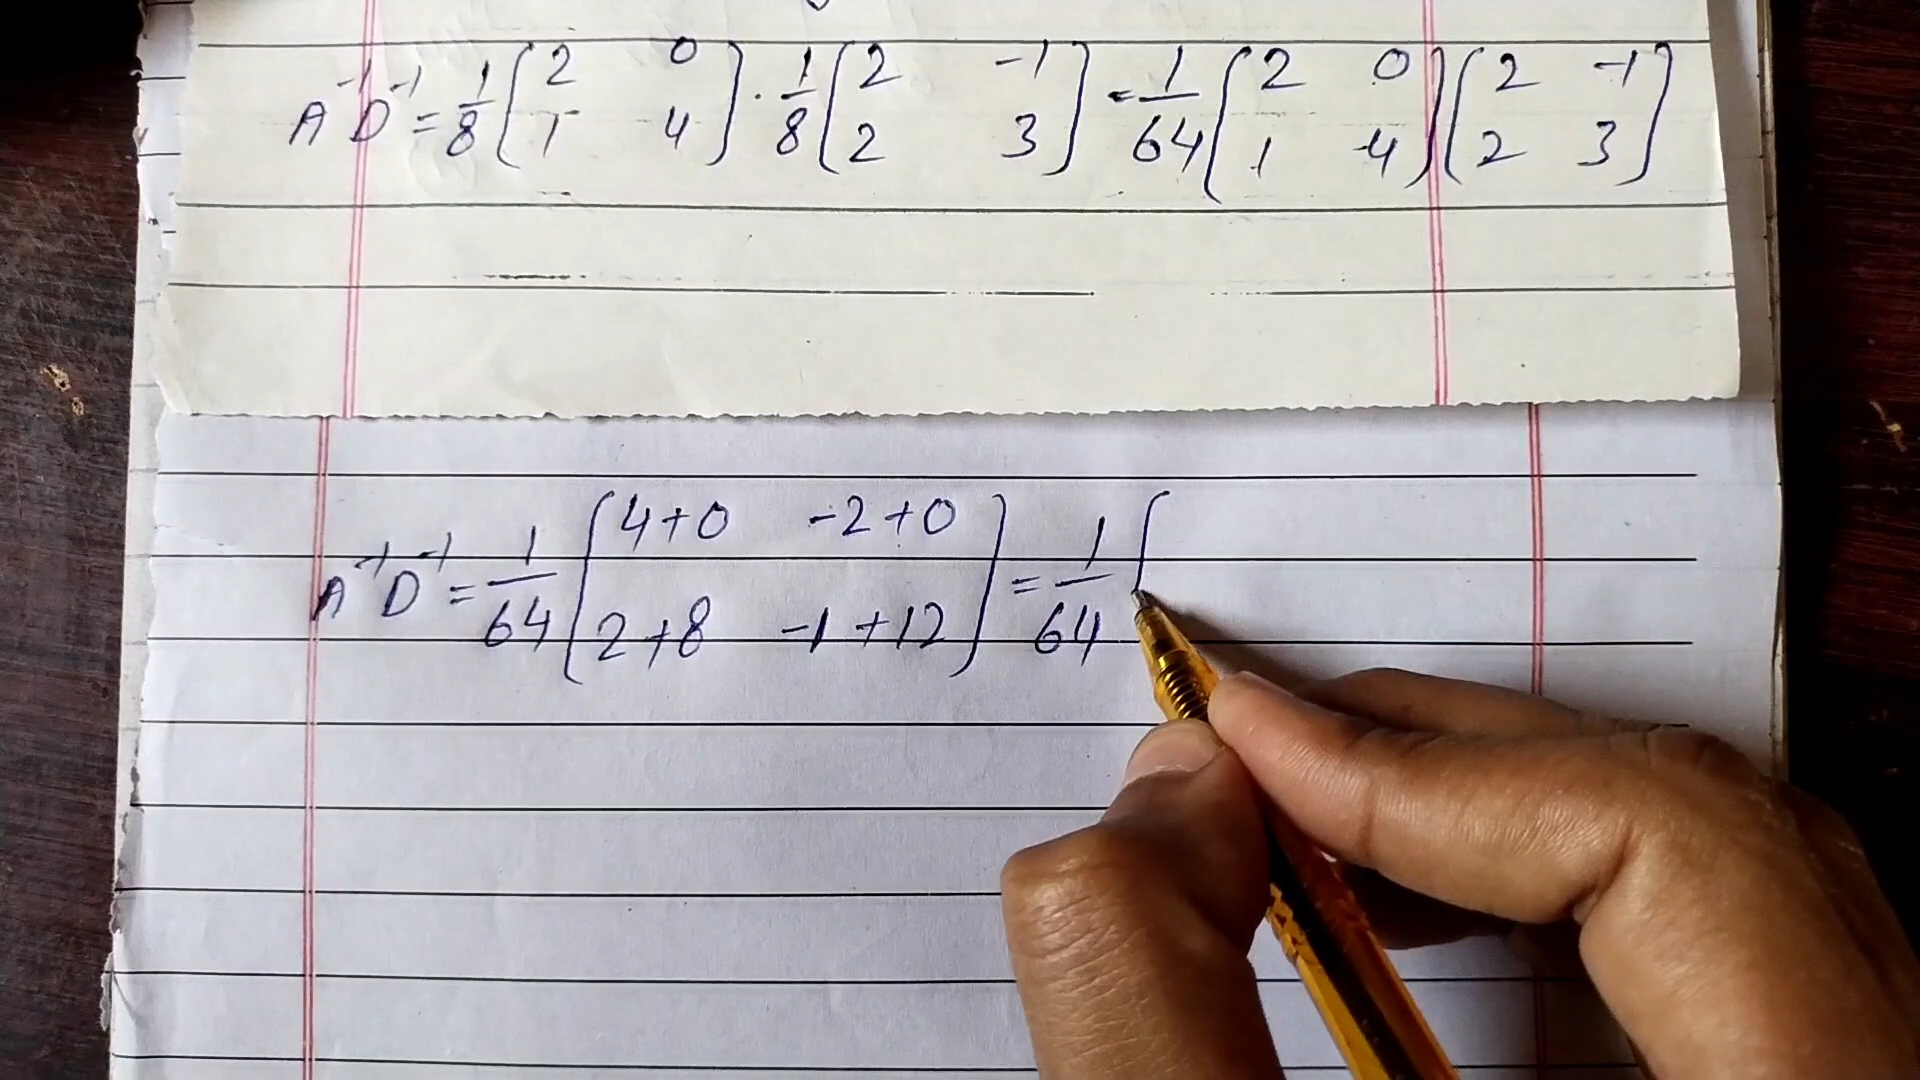 A⁻¹D⁻¹ = 1/8 [2 0; 1 4] · 1/8 [2 -1; 2 3] = 1/64 [2 0; 1 4] [2 -1; 2 3]
A⁻¹D⁻¹ = 1/64 [4+0 -2+0; 2+8 -1+12] = 1/64 [